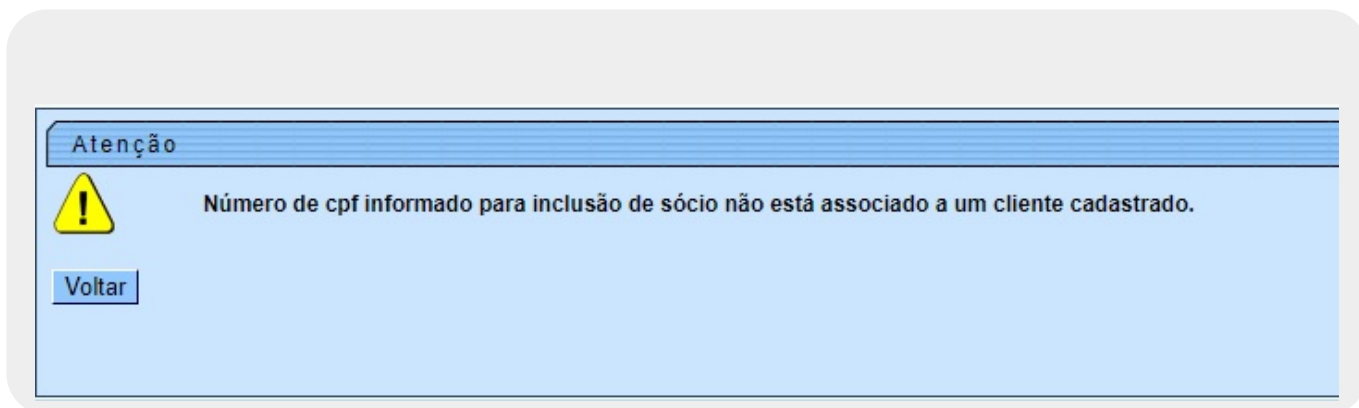 Atenção
Número de cpf informado para inclusão de sócio não está associado a um cliente cadastrado.
Voltar